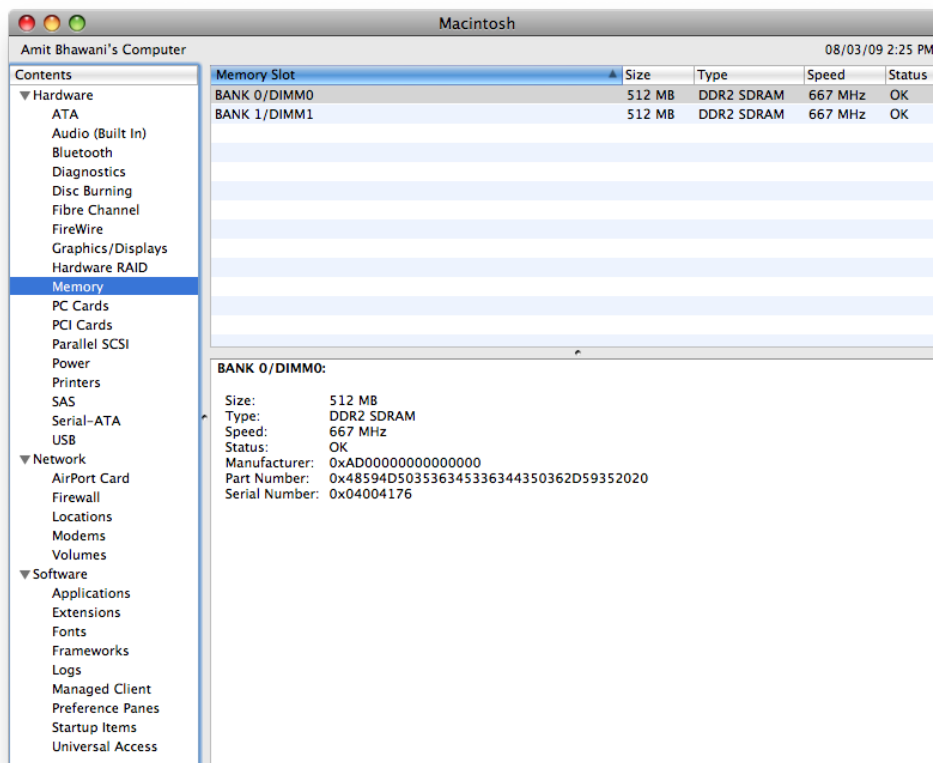 Macintosh
Amit Bhawani's Computer 08/03/09 2:25 PM
Contents
Hardware
ATA
Audio (Built In)
Bluetooth
Diagnostics
Disc Burning
Fibre Channel
FireWire
Graphics/Displays
Hardware RAID
Memory
PC Cards
PCI Cards
Parallel SCSI
Power
Printers
SAS
Serial-ATA
USB
Network
AirPort Card
Firewall
Locations
Modems
Volumes
Software
Applications
Extensions
Fonts
Frameworks
Logs
Managed Client
Preference Panes
Startup Items
Universal Access
Memory Slot Size Type Speed Status
BANK 0/DIMM0 512 MB DDR2 SDRAM 667 MHz OK
BANK 1/DIMM1 512 MB DDR2 SDRAM 667 MHz OK
BANK 0/DIMM0:
Size: 512 MB
Type: DDR2 SDRAM
Speed: 667 MHz
Status: OK
Manufacturer: 0xAD00000000000000
Part Number: 0x48594D503536345336344350362D59352020
Serial Number: 0x04004176